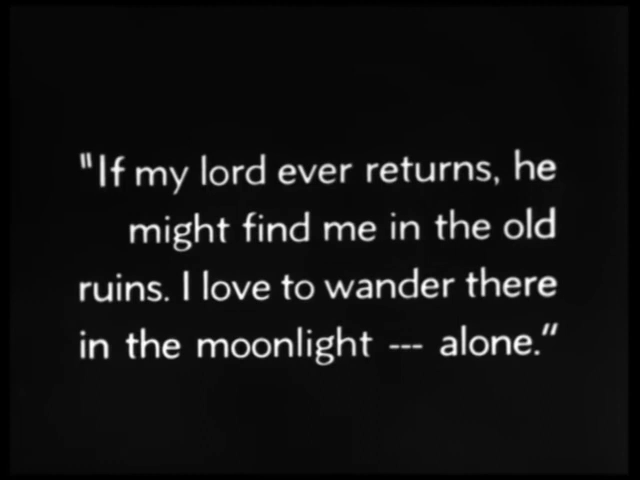 "If my lord ever returns, he
might find me in the old
ruins. I love to wander there
in the moonlight --- alone."